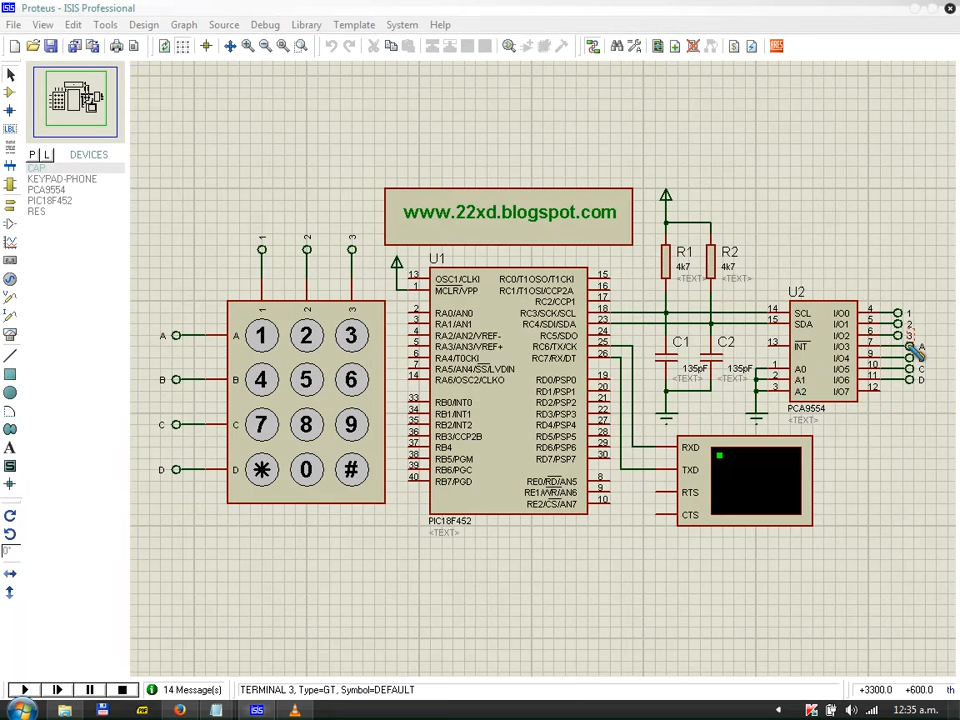 Proteus - ISIS Professional
File View Edit Tools Design Graph Source Debug Library Template System Help
P L DEVICES
CAP
KEYPAD-PHONE
PCA9554
PIC18F452
RES
LBL
A
0°
www.22xd.blogspot.com
1 2 3
1 2 3
A A
B B
C C
D D
1 2 3
4 5 6
7 8 9
* 0 #
U1
13 OSC1/CLKI
1 MCLR/VPP
2 RA0/AN0
3 RA1/AN1
4 RA2/AN2/VREF-
5 RA3/AN3/VREF+
6 RA4/T0CKI
7 RA5/AN4/SS/LVDIN
14 RA6/OSC2/CLKO
33 RB0/INT0
34 RB1/INT1
35 RB2/INT2
36 RB3/CCP2B
37 RB4
38 RB5/PGM
39 RB6/PGC
40 RB7/PGD
RC0/T1OSO/T1CKI 15
RC1/T1OSI/CCP2A 16
RC2/CCP1 17
RC3/SCK/SCL 18
RC4/SDI/SDA 23
RC5/SDO 24
RC6/TX/CK 25
RC7/RX/DT 26
RD0/PSP0 19
RD1/PSP1 20
RD2/PSP2 21
RD3/PSP3 22
RD4/PSP4 27
RD5/PSP5 28
RD6/PSP6 29
RD7/PSP7 30
RE0/RD/AN5 8
RE1/WR/AN6 9
RE2/CS/AN7 10
PIC18F452
<TEXT>
R1
4k7
<TEXT>
R2
4k7
<TEXT>
C1
135pF
<TEXT>
C2
135pF
<TEXT>
U2
14 SCL
15 SDA
13 INT
1 A0
2 A1
3 A2
I/O0 4 1
I/O1 5 2
I/O2 6 3
I/O3 7 A
I/O4 9
I/O5 10 C
I/O6 11 D
I/O7 12
PCA9554
<TEXT>
RXD
TXD
RTS
CTS
14 Message(s)
TERMINAL 3, Type=GT, Symbol=DEFAULT
+3300.0 +600.0 th
12:35 a.m.